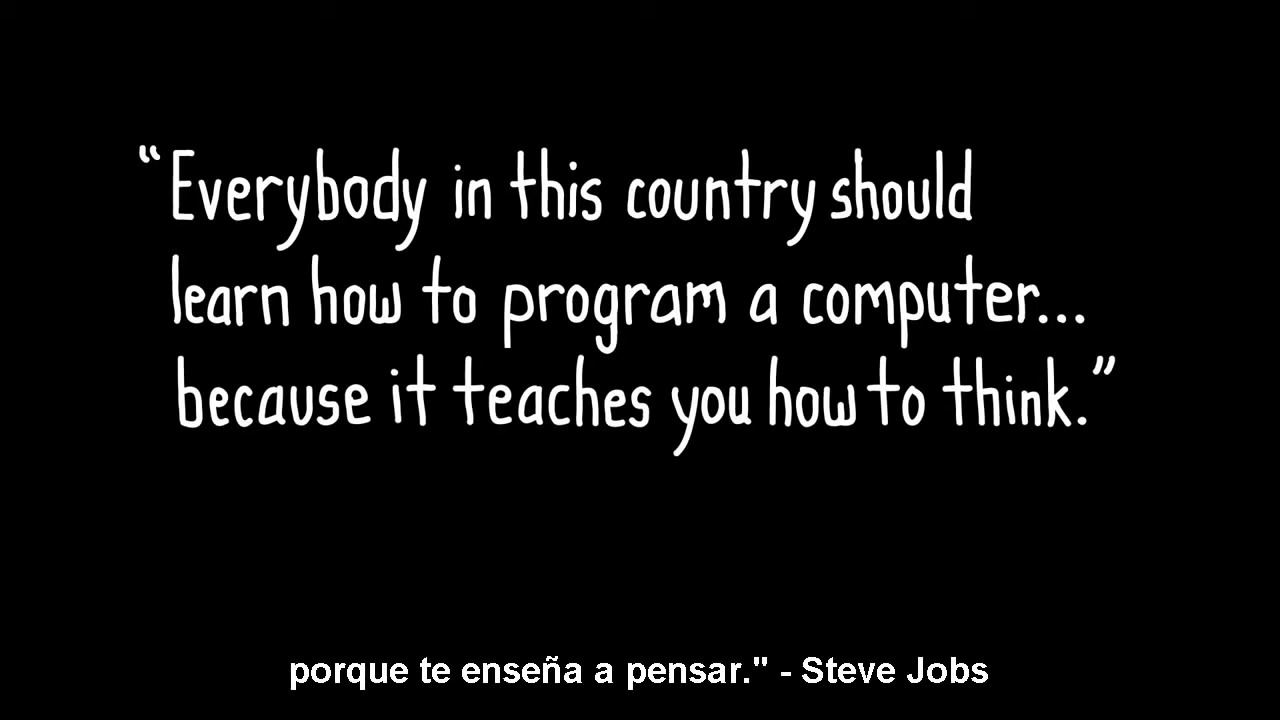 “Everybody in this country should
learn how to program a computer...
because it teaches you how to think.”
porque te enseña a pensar." - Steve Jobs